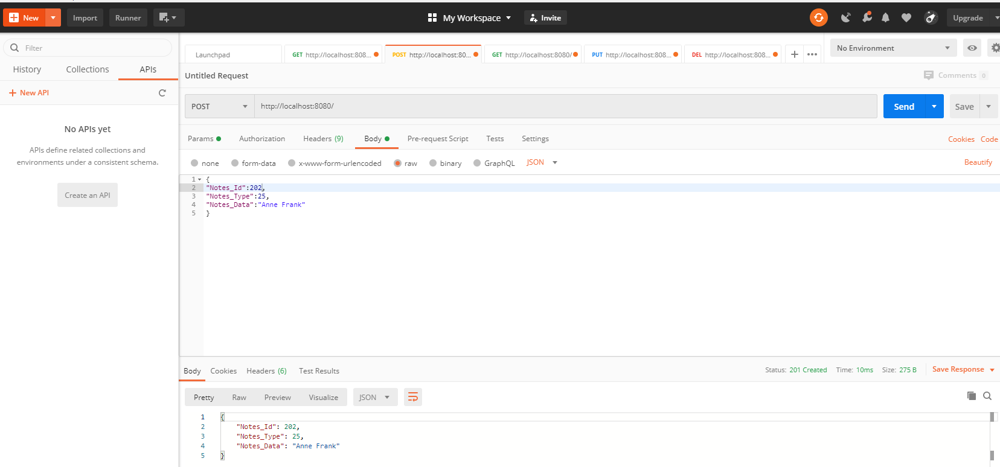 New
Import
Runner
My Workspace
Invite
Upgrade
Filter
History
Collections
APIs
New API
No APIs yet
APIs define related collections and
environments under a consistent schema.
Create an API
Launchpad
GET http://localhost:808...
POST http://localhost:80...
GET http://localhost:8080/
PUT http://localhost:808...
DEL http://localhost:808...
No Environment
Untitled Request
Comments 0
POST
http://localhost:8080/
Send
Save
Params
Authorization
Headers (9)
Body
Pre-request Script
Tests
Settings
Cookies
Code
none
form-data
x-www-form-urlencoded
raw
binary
GraphQL
JSON
Beautify
1 {
2 "Notes_Id":202,
3 "Notes_Type":25,
4 "Notes_Data":"Anne Frank"
5 }
Body
Cookies
Headers (6)
Test Results
Status: 201 Created
Time: 10ms
Size: 275 B
Save Response
Pretty
Raw
Preview
Visualize
JSON
1 {
2 "Notes_Id": 202,
3 "Notes_Type": 25,
4 "Notes_Data": "Anne Frank"
5 }